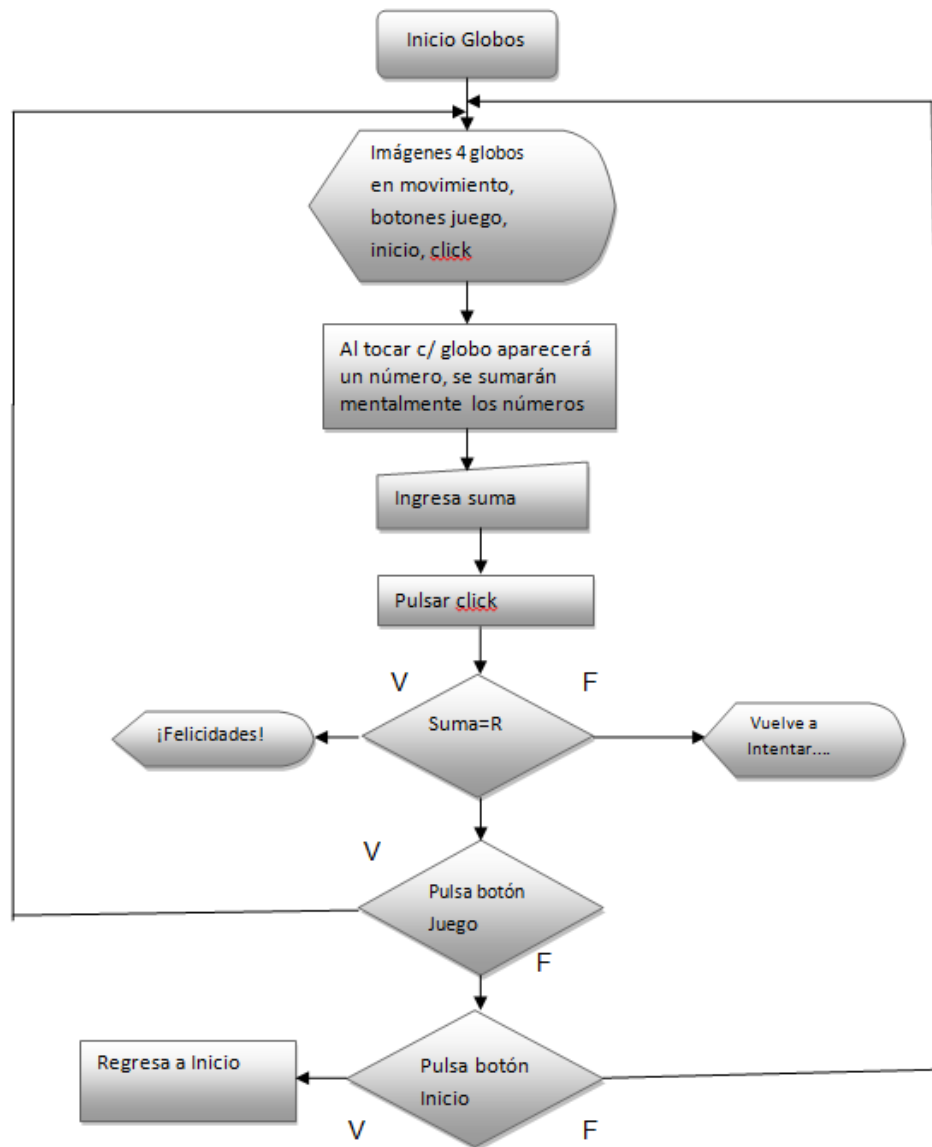 Inicio Globos
Imágenes 4 globos
en movimiento,
botones juego,
inicio, click
Al tocar c/ globo aparecerá
un número, se sumarán
mentalmente los números
Ingresa suma
Pulsar click
V
F
¡Felicidades!
Suma=R
Vuelve a
Intentar....
V
Pulsa botón
Juego
F
Regresa a Inicio
Pulsa botón
Inicio
V
F